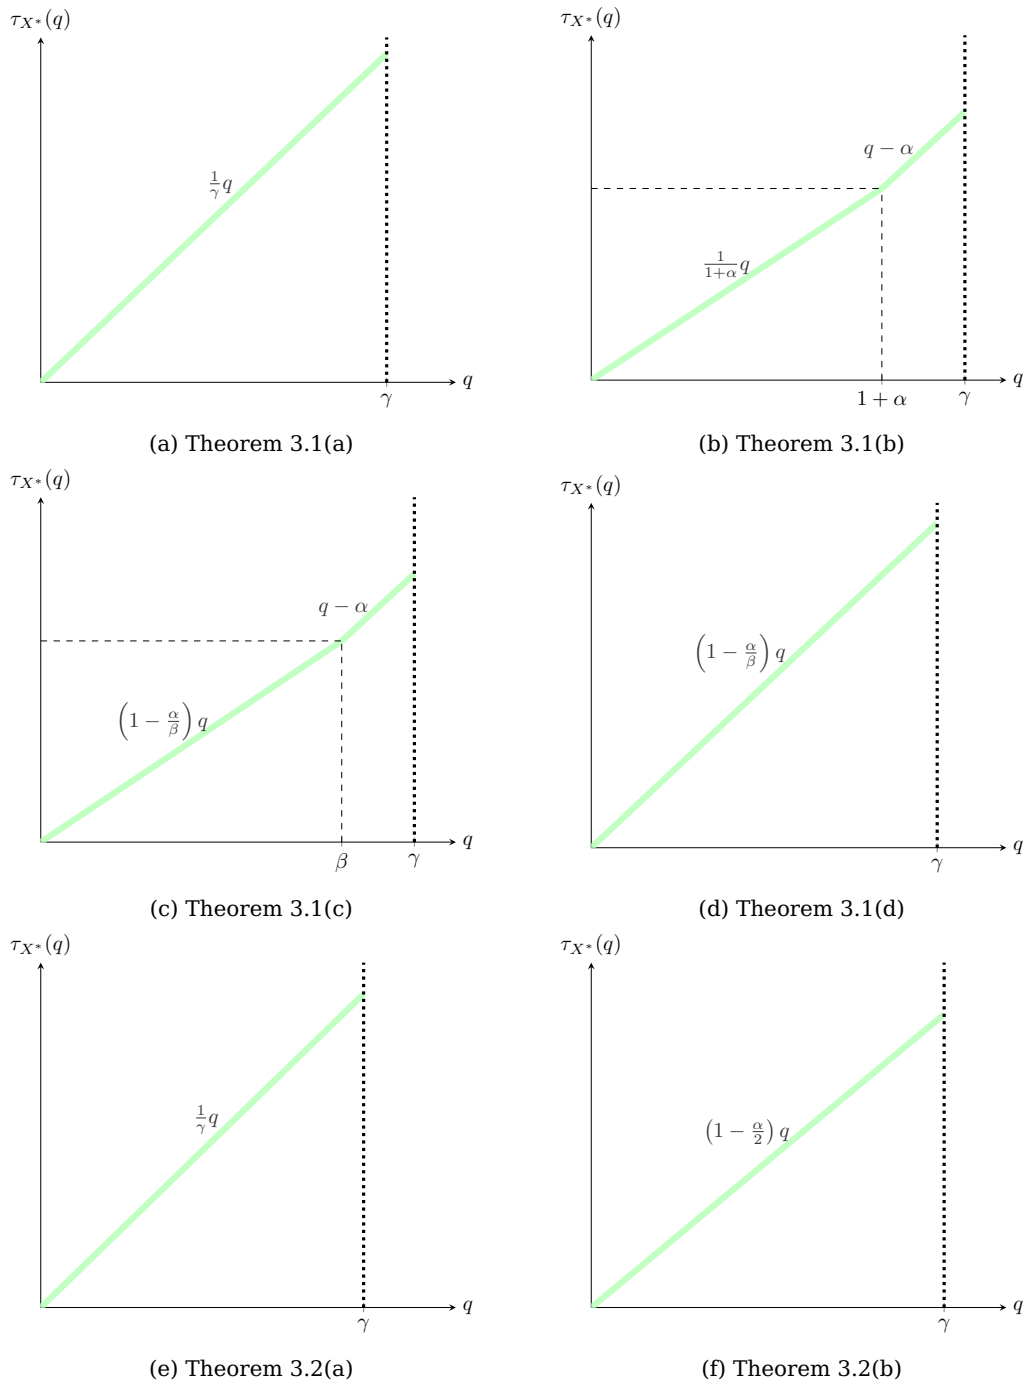 τ_{X*}(q)
1/γ q
q
γ
(a) Theorem 3.1(a)
τ_{X*}(q)
q − α
1/(1+α) q
q
1 + α
γ
(b) Theorem 3.1(b)
τ_{X*}(q)
q − α
(1 − α/β) q
q
β
γ
(c) Theorem 3.1(c)
τ_{X*}(q)
(1 − α/β) q
q
γ
(d) Theorem 3.1(d)
τ_{X*}(q)
1/γ q
q
γ
(e) Theorem 3.2(a)
τ_{X*}(q)
(1 − α/2) q
q
γ
(f) Theorem 3.2(b)